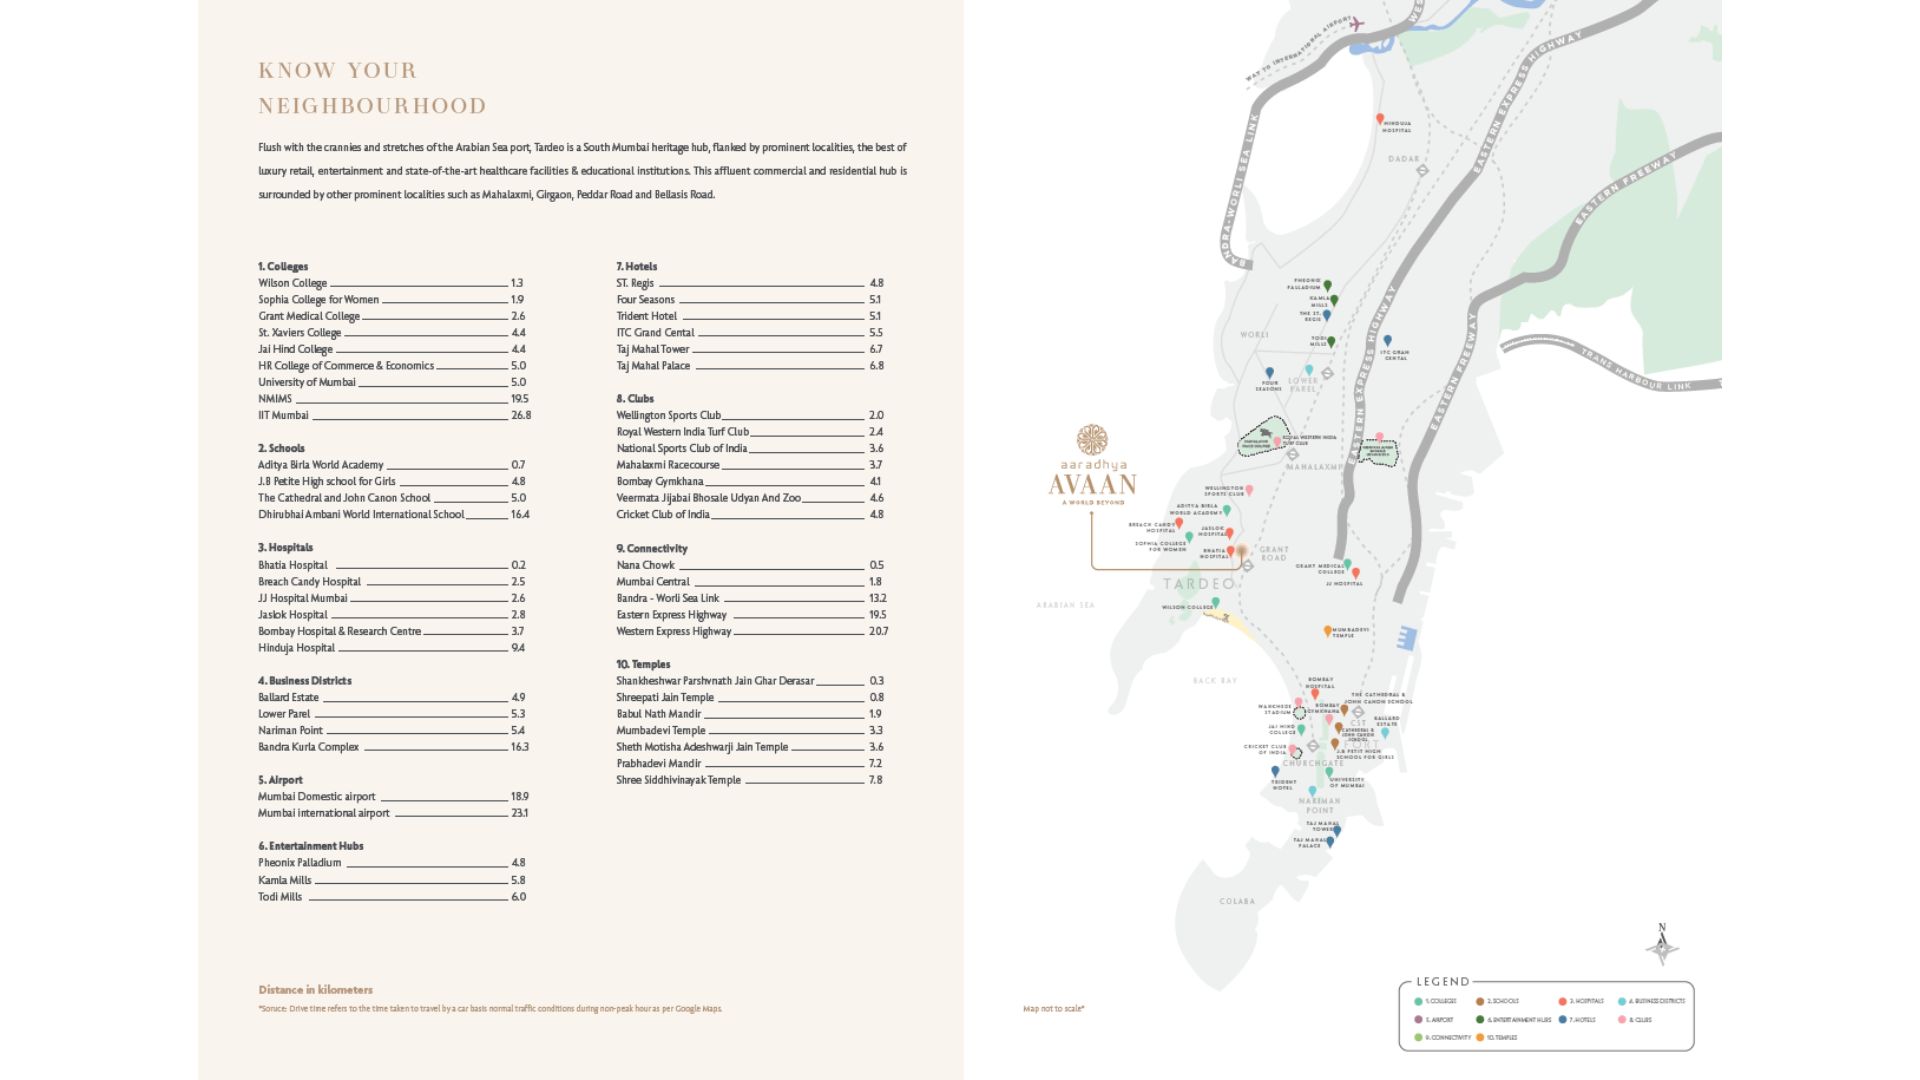 KNOW YOUR
NEIGHBOURHOOD
Flush with the crannies and stretches of the Arabian Sea port, Tardeo is a South Mumbai heritage hub, flanked by prominent localities, the best of
luxury retail, entertainment and state-of-the-art healthcare facilities & educational institutions. This affluent commercial and residential hub is
surrounded by other prominent localities such as Mahalaxmi, Girgaon, Peddar Road and Bellasis Road.
1. Colleges
Wilson College 1.3
Sophia College for Women 1.9
Grant Medical College 2.6
St. Xaviers College 4.4
Jai Hind College 4.4
HR College of Commerce & Economics 5.0
University of Mumbai 5.0
NMIMS 19.5
IIT Mumbai 26.8
2. Schools
Aditya Birla World Academy 0.7
J.B Petite High school for Girls 4.8
The Cathedral and John Canon School 5.0
Dhirubhai Ambani World International School 16.4
3. Hospitals
Bhatia Hospital 0.2
Breach Candy Hospital 2.5
JJ Hospital Mumbai 2.6
Jaslok Hospital 2.8
Bombay Hospital & Research Centre 3.7
Hinduja Hospital 9.4
4. Business Districts
Ballard Estate 4.9
Lower Parel 5.3
Nariman Point 5.4
Bandra Kurla Complex 16.3
5. Airport
Mumbai Domestic airport 18.9
Mumbai international airport 23.1
6. Entertainment Hubs
Pheonix Palladium 4.8
Kamla Mills 5.8
Todi Mills 6.0
7. Hotels
ST. Regis 4.8
Four Seasons 5.1
Trident Hotel 5.1
ITC Grand Cental 5.5
Taj Mahal Tower 6.7
Taj Mahal Palace 6.8
8. Clubs
Wellington Sports Club 2.0
Royal Western India Turf Club 2.4
National Sports Club of India 3.6
Mahalaxmi Racecourse 3.7
Bombay Gymkhana 4.1
Veermata Jijabai Bhosale Udyan And Zoo 4.6
Cricket Club of India 4.8
9. Connectivity
Nana Chowk 0.5
Mumbai Central 1.8
Bandra - Worli Sea Link 13.2
Eastern Express Highway 19.5
Western Express Highway 20.7
10. Temples
Shankheshwar Parshvnath Jain Ghar Derasar 0.3
Shreepati Jain Temple 0.8
Babul Nath Mandir 1.9
Mumbadevi Temple 3.3
Sheth Motisha Adeshwarji Jain Temple 3.6
Prabhadevi Mandir 7.2
Shree Siddhivinayak Temple 7.8
Distance in kilometers
*Soruce: Drive time refers to the time taken to travel by a car basis normal traffic conditions during non-peak hour as per Google Maps.
WAY TO INTERNATIONAL AIRPORT
WES
EASTERN EXPRESS HIGHWAY
BANDRA-WORLI SEA LINK
HINDUJA
HOSPITAL
DADAR
EASTERN FREEWAY
PHEONIX
PALLADIUM
KAMLA
MILLS
THE ST.
REGIS
WORLI
TODI
MILLS
ITC GRAN
CENTAL
EASTERN EXPRESS HIGHWAY
EASTERN FREEWAY
TRANS HARBOUR LINK
FOUR
SEASONS
LOWER
PAREL
ROYAL WESTERN INDIA
TURF CLUB
MAHALAXMI
aaradhya
AVAAN
A WORLD BEYOND
WELLINGTON
SPORTS CLUB
ADITYA BIRLA
WORLD ACADEMY
BREACH CANDY
HOSPITAL
JASLOK
HOSPITAL
SOPHIA COLLEGE
FOR WOMEN
BHATIA
HOSPITAL
GRANT
ROAD
GRANT MEDICAL
COLLEGE
JJ HOSPITAL
TARDEO
ARABIAN SEA
WILSON COLLEGE
MUMBADEVI
TEMPLE
BACK BAY
BOMBAY
HOSPITAL
THE CATHEDRAL &
JOHN CANON SCHOOL
WANKHEDE
STADIUM
BOMBAY
GYMKHANA
CST
BALLARD
ESTATE
JAI HIND
COLLEGE
CATHEDRAL &
JOHN CANON
SCHOOL
FORT
CRICKET CLUB
OF INDIA
J.B PETIT HIGH
SCHOOL FOR GIRLS
CHURCHGATE
TRIDENT
HOTEL
UNIVERSITY
OF MUMBAI
NARIMAN
POINT
TAJ MAHAL
TOWER
TAJ MAHAL
PALACE
COLABA
N
Map not to scale*
LEGEND
1. COLLEGES
2. SCHOOLS
3. HOSPITALS
4. BUSINESS DISTRICTS
5. AIRPORT
6. ENTERTAINMENT HUBS
7. HOTELS
8. CLUBS
9. CONNECTIVITY
10. TEMPLES